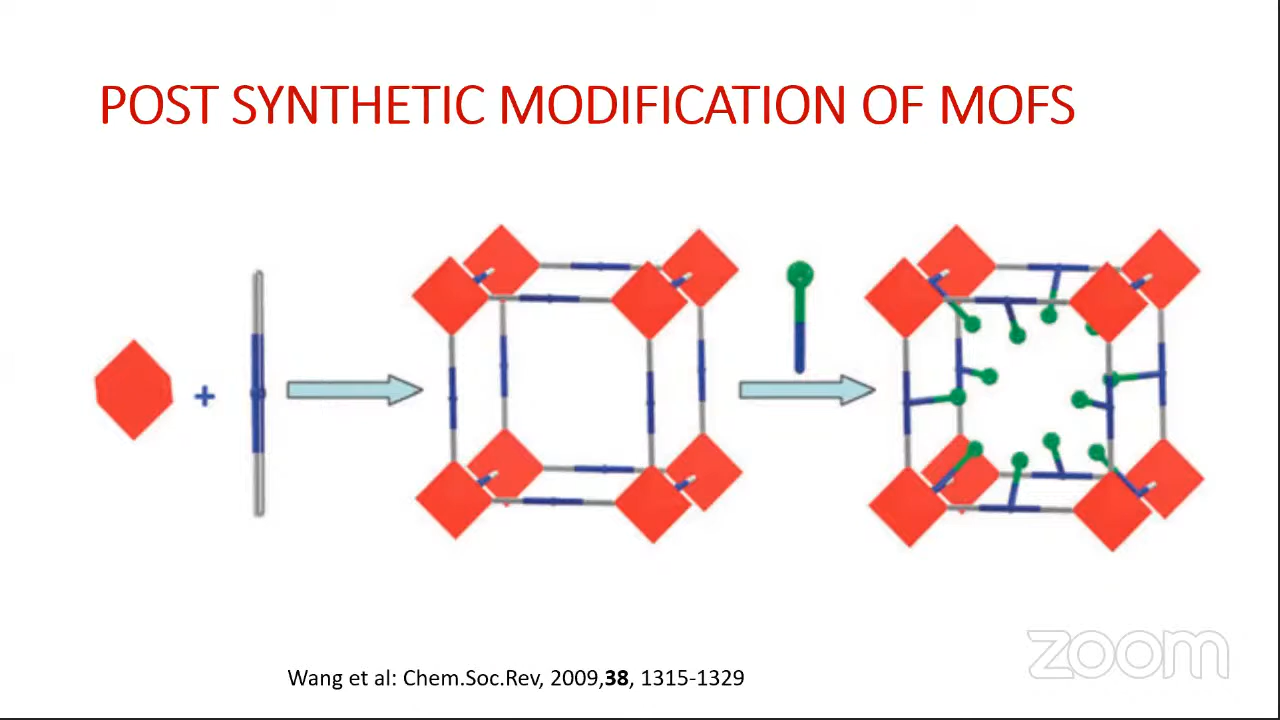 POST SYNTHETIC MODIFICATION OF MOFS
+
Wang et al: Chem.Soc.Rev, 2009,38, 1315-1329
zoom